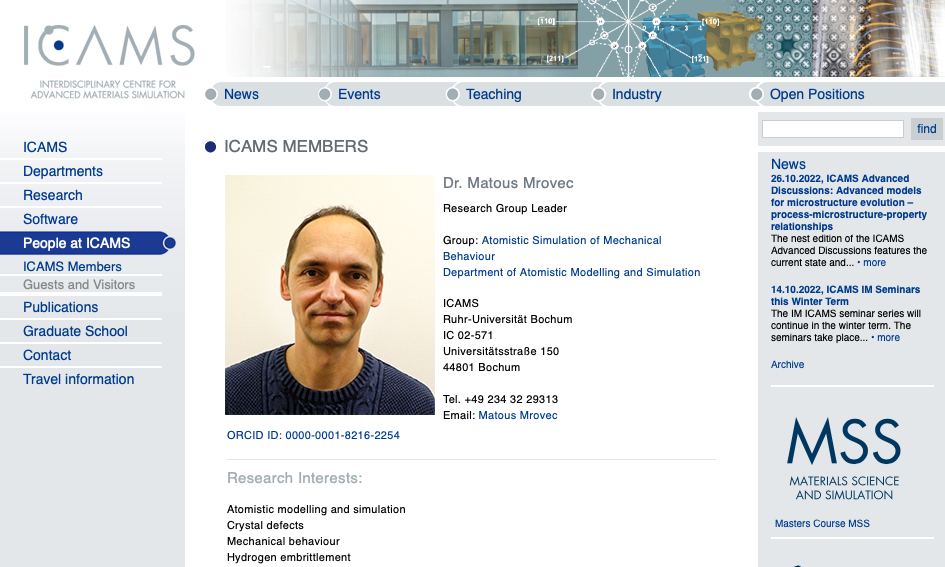 ICAMS
INTERDISCIPLINARY CENTRE FOR
ADVANCED MATERIALS SIMULATION
[110]
[110]
[211]
[121]
0 1 2 3 4
News
Events
Teaching
Industry
Open Positions
find
ICAMS
Departments
Research
Software
People at ICAMS
ICAMS Members
Guests and Visitors
Publications
Graduate School
Contact
Travel information
ICAMS MEMBERS
Dr. Matous Mrovec
Research Group Leader
Group: Atomistic Simulation of Mechanical
Behaviour
Department of Atomistic Modelling and Simulation
ICAMS
Ruhr-Universität Bochum
IC 02-571
Universitätsstraße 150
44801 Bochum
Tel. +49 234 32 29313
Email: Matous Mrovec
ORCID ID: 0000-0001-8216-2254
Research Interests:
Atomistic modelling and simulation
Crystal defects
Mechanical behaviour
Hydrogen embrittlement
News
26.10.2022, ICAMS Advanced
Discussions: Advanced models
for microstructure evolution –
process-microstructure-property
relationships
The nest edition of the ICAMS
Advanced Discussions features the
current state and... • more
14.10.2022, ICAMS IM Seminars
this Winter Term
The IM ICAMS seminar series will
continue in the winter term. The
seminars take place... • more
Archive
MSS
MATERIALS SCIENCE
AND SIMULATION
Masters Course MSS